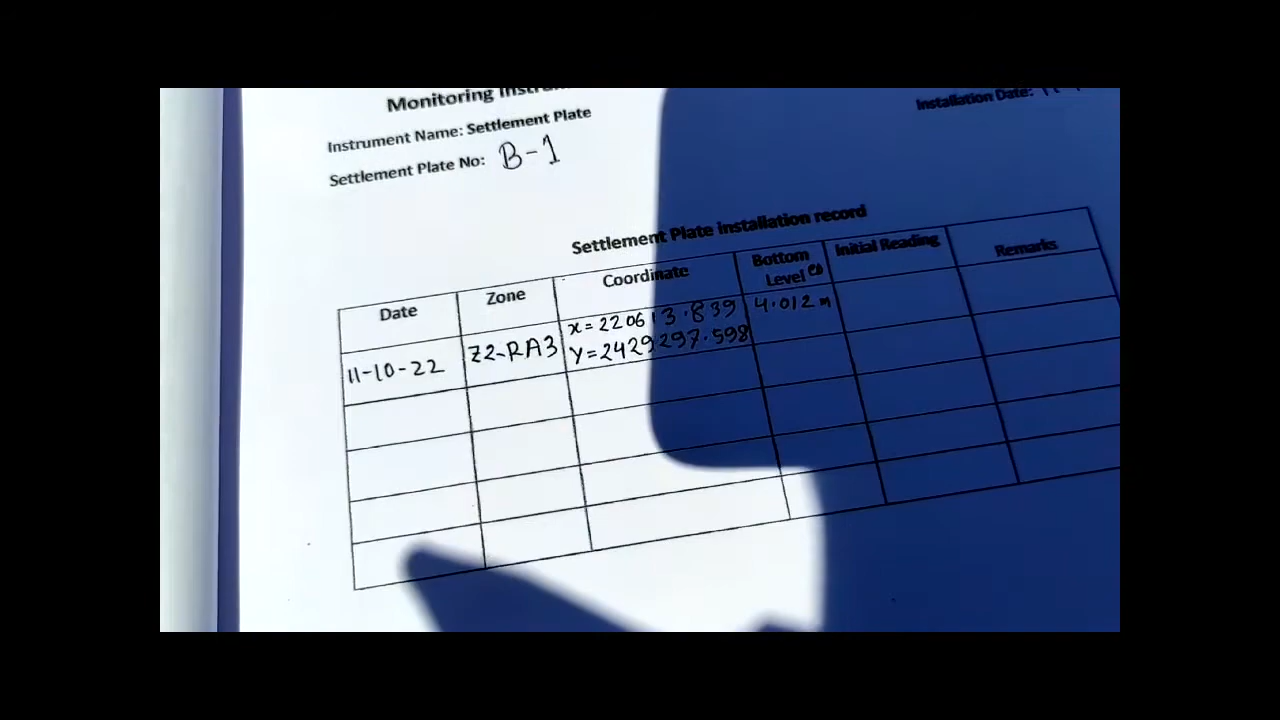 Monitoring
Installation Date:
Instrument Name: Settlement Plate
Settlement Plate No: B-1
Settlement Plate installation record
Date Zone Coordinate Bottom Level Initial Reading Remarks
11-10-22 Z2-RA3 x=220613.839 4.012 m
Y=2429297.598